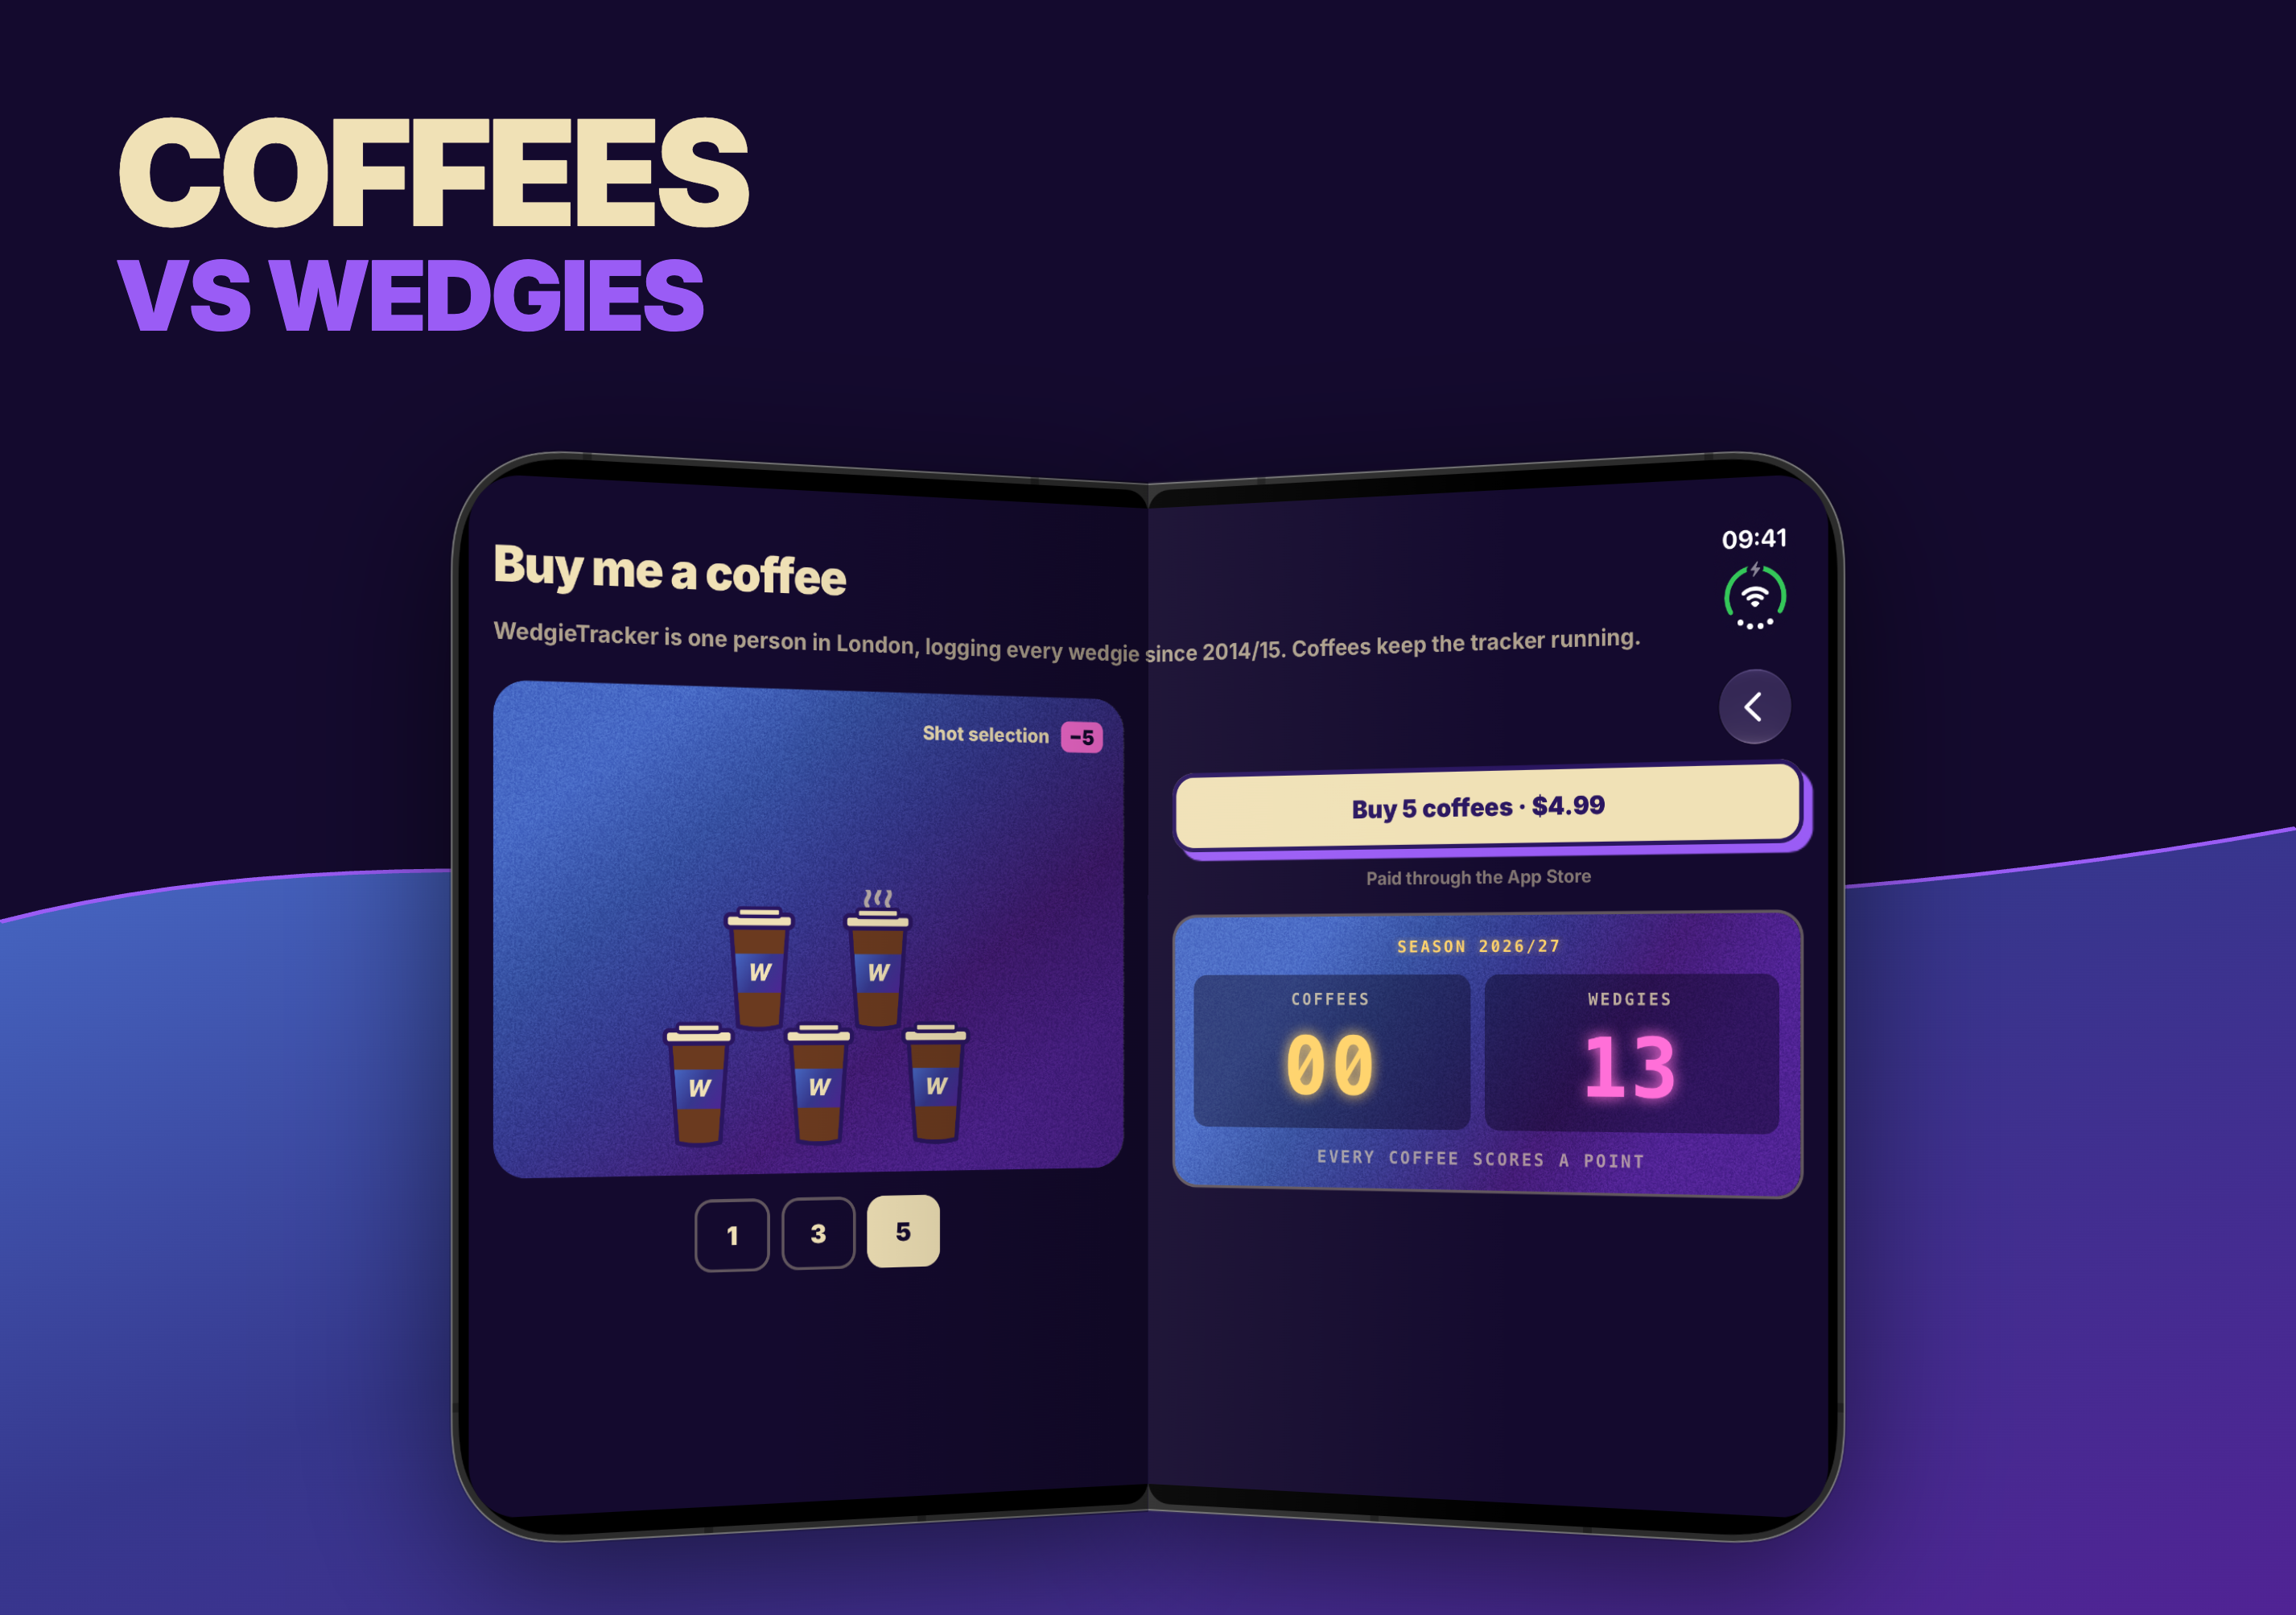 COFFEES
VS WEDGIES
09:41
Buy me a coffee
WedgieTracker is one person in London, logging every wedgie since 2014/15. Coffees keep the tracker running.
Shot selection −5
W W
W W W
1 3 5
Buy 5 coffees · $4.99
Paid through the App Store
SEASON 2026/27
COFFEES WEDGIES
00 13
EVERY COFFEE SCORES A POINT